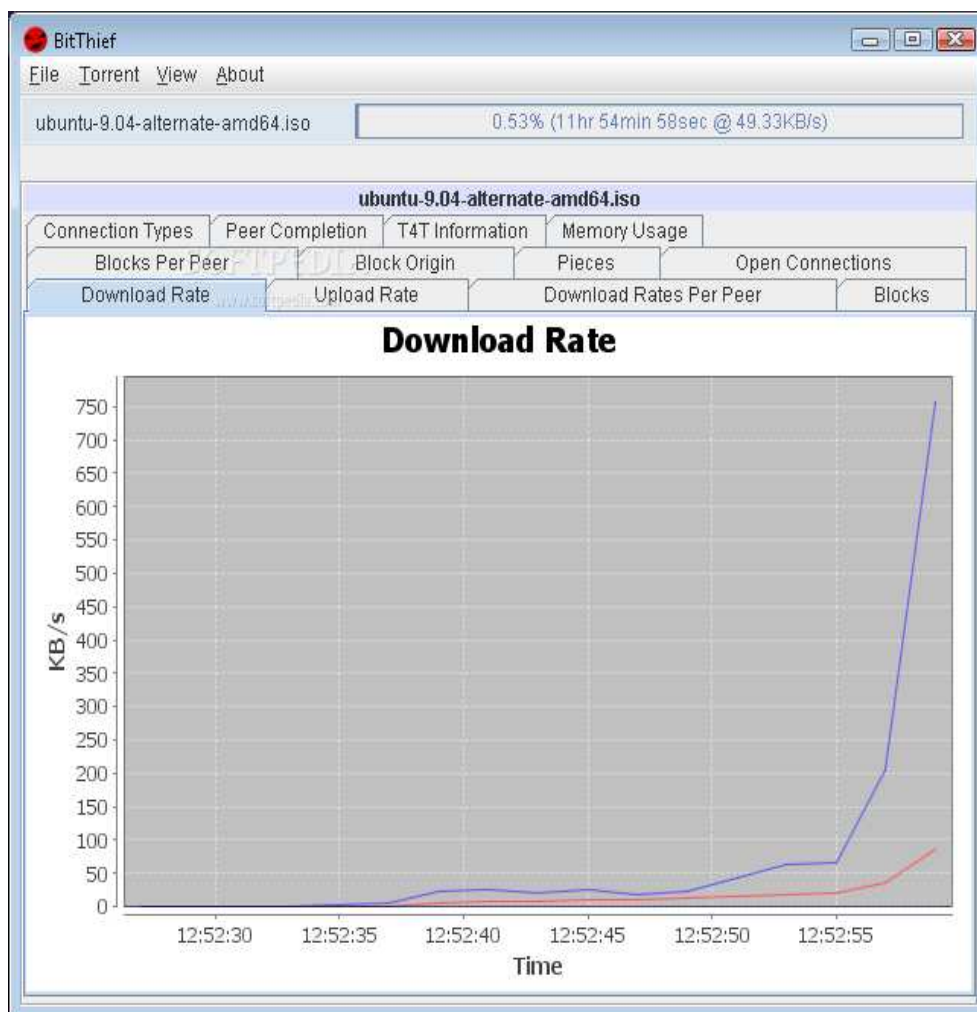 BitThief
File Torrent View About
ubuntu-9.04-alternate-amd64.iso 0.53% (11hr 54min 58sec @ 49.33KB/s)
ubuntu-9.04-alternate-amd64.iso
Connection Types Peer Completion T4T Information Memory Usage
Blocks Per Peer Block Origin Pieces Open Connections
SOFTPEDIA
Download Rate Upload Rate Download Rates Per Peer Blocks
www.softpedia.com
Download Rate
750
700
650
600
550
500
450
400
350
300
250
200
150
100
50
0
KB/s
12:52:30 12:52:35 12:52:40 12:52:45 12:52:50 12:52:55
Time